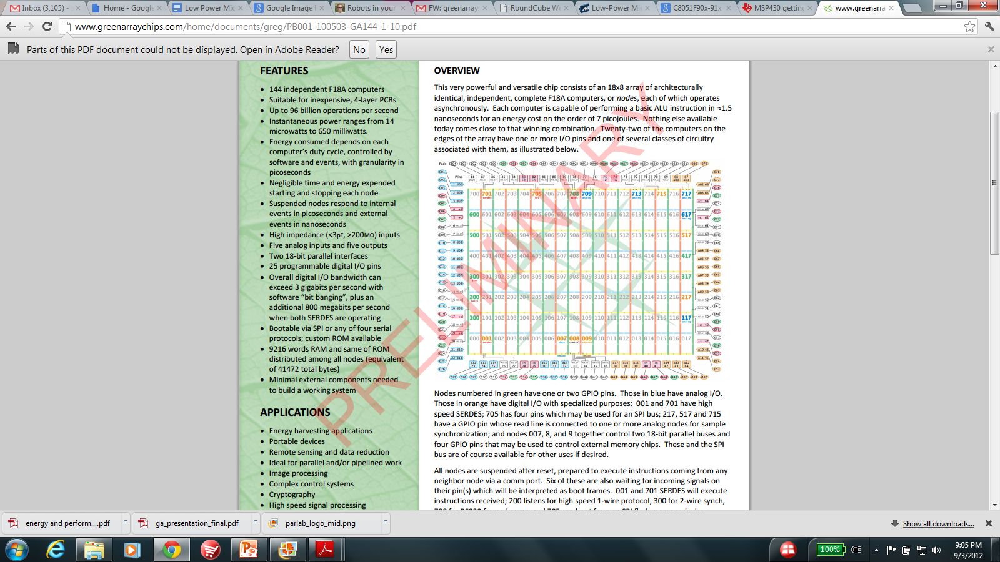 Inbox (3,105) -
Home - Google
Low Power Mic
Google Image
Robots in your
FW: greenarray
RoundCube We
Low-Power Mi
C8051F90x-91x
MSP430 getting
www.greenarra
www.greenarraychips.com/home/documents/greg/PB001-100503-GA144-1-10.pdf
Parts of this PDF document could not be displayed. Open in Adobe Reader?
No
Yes
FEATURES
• 144 independent F18A computers
• Suitable for inexpensive, 4-layer PCBs
• Up to 96 billion operations per second
• Instantaneous power ranges from 14
microwatts to 650 milliwatts.
• Energy consumed depends on each
computer's duty cycle, controlled by
software and events, with granularity in
picoseconds
• Negligible time and energy expended
starting and stopping each node
• Suspended nodes respond to internal
events in picoseconds and external
events in nanoseconds
• High impedance (<3pF, >200MΩ) inputs
• Five analog inputs and five outputs
• Two 18-bit parallel interfaces
• 25 programmable digital I/O pins
• Overall digital I/O bandwidth can
exceed 3 gigabits per second with
software “bit banging”, plus an
additional 800 megabits per second
when both SERDES are operating
• Bootable via SPI or any of four serial
protocols; custom ROM available
• 9216 words RAM and same of ROM
distributed among all nodes (equivalent
of 41472 total bytes)
• Minimal external components needed
to build a working system
APPLICATIONS
• Energy harvesting applications
• Portable devices
• Remote sensing and data reduction
• Ideal for parallel and/or pipelined work
• Image processing
• Complex control systems
• Cryptography
• High speed signal processing
OVERVIEW
This very powerful and versatile chip consists of an 18x8 array of architecturally
identical, independent, complete F18A computers, or nodes, each of which operates
asynchronously. Each computer is capable of performing a basic ALU instruction in ≈1.5
nanoseconds for an energy cost on the order of 7 picojoules. Nothing else available
today comes close to that winning combination. Twenty-two of the computers on the
edges of the array have one or more I/O pins and one of several classes of circuitry
associated with them, as illustrated below.
PRELIMINARY
Pads
Pins
700 701 702 703 704 705 706 707 708 709 710 711 712 713 714 715 716 717
600 601 602 603 604 605 606 607 608 609 610 611 612 613 614 615 616 617
500 501 502 503 504 505 506 507 508 509 510 511 512 513 514 515 516 517
400 401 402 403 404 405 406 407 408 409 410 411 412 413 414 415 416 417
300 301 302 303 304 305 306 307 308 309 310 311 312 313 314 315 316 317
200 201 202 203 204 205 206 207 208 209 210 211 212 213 214 215 216 217
100 101 102 103 104 105 106 107 108 109 110 111 112 113 114 115 116 117
000 001 002 003 004 005 006 007 008 009 010 011 012 013 014 015 016 017
Nodes numbered in green have one or two GPIO pins. Those in blue have analog I/O.
Those in orange have digital I/O with specialized purposes: 001 and 701 have high
speed SERDES; 705 has four pins which may be used for an SPI bus; 217, 517 and 715
have a GPIO pin whose read line is connected to one or more analog nodes for sample
synchronization; and nodes 007, 8, and 9 together control two 18-bit parallel buses and
four GPIO pins that may be used to control external memory chips. These and the SPI
bus are of course available for other uses if desired.
All nodes are suspended after reset, prepared to execute instructions coming from any
neighbor node via a comm port. Six of these are also waiting for incoming signals on
their pin(s) which will be interpreted as boot frames. 001 and 701 SERDES will execute
instructions received; 200 listens for high speed 1-wire protocol, 300 for 2-wire synch,
energy and perform....pdf
ga_presentation_final.pdf
parlab_logo_mid.png
Show all downloads...
100%
9:05 PM
9/3/2012